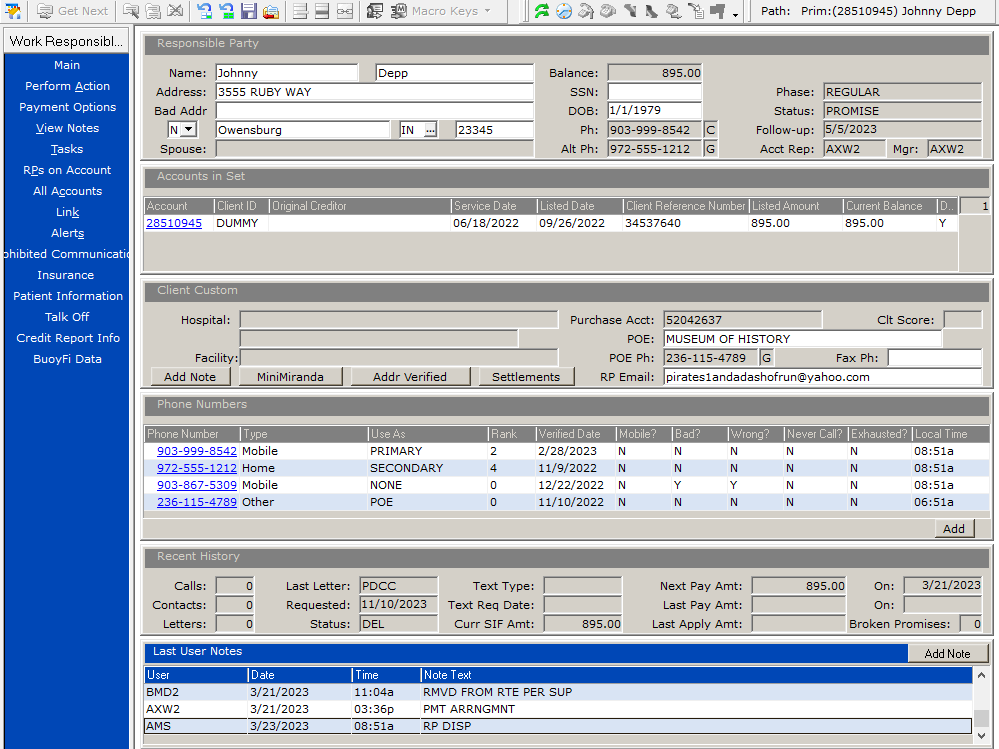 Get Next Macro Keys Path: Prim:(28510945) Johnny Depp
Work Responsibl...
Main
Perform Action
Payment Options
View Notes
Tasks
RPs on Account
All Accounts
Link
Alerts
ohibited Communicatio
Insurance
Patient Information
Talk Off
Credit Report Info
BuoyFi Data
Responsible Party
Name: Johnny Depp Balance: 895.00
Address: 3555 RUBY WAY SSN: Phase: REGULAR
Bad Addr DOB: 1/1/1979 Status: PROMISE
N Owensburg IN ... 23345 Ph: 903-999-8542 C Follow-up: 5/5/2023
Spouse: Alt Ph: 972-555-1212 G Acct Rep: AXW2 Mgr: AXW2
Accounts in Set
Account Client ID Original Creditor Service Date Listed Date Client Reference Number Listed Amount Current Balance D.. 1
28510945 DUMMY 06/18/2022 09/26/2022 34537640 895.00 895.00 Y
Client Custom
Hospital: Purchase Acct: 52042637 Clt Score:
POE: MUSEUM OF HISTORY
Facility: POE Ph: 236-115-4789 G Fax Ph:
Add Note MiniMiranda Addr Verified Settlements RP Email: pirates1andadashofrun@yahoo.com
Phone Numbers
Phone Number Type Use As Rank Verified Date Mobile? Bad? Wrong? Never Call? Exhausted? Local Time
903-999-8542 Mobile PRIMARY 2 2/28/2023 N N N N N 08:51a
972-555-1212 Home SECONDARY 4 11/9/2022 N N N N N 08:51a
903-867-5309 Mobile NONE 0 12/22/2022 N Y Y N N 08:51a
236-115-4789 Other POE 0 11/10/2022 N N N N N 06:51a
Add
Recent History
Calls: 0 Last Letter: PDCC Text Type: Next Pay Amt: 895.00 On: 3/21/2023
Contacts: 0 Requested: 11/10/2023 Text Req Date: Last Pay Amt: On:
Letters: 0 Status: DEL Curr SIF Amt: 895.00 Last Apply Amt: Broken Promises: 0
Last User Notes Add Note
User Date Time Note Text
BMD2 3/21/2023 11:04a RMVD FROM RTE PER SUP
AXW2 3/21/2023 03:36p PMT ARRNGMNT
AMS 3/23/2023 08:51a RP DISP